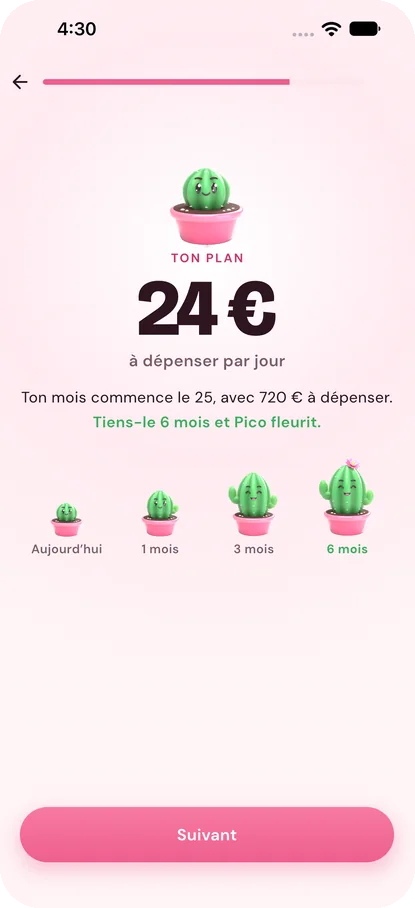 4:30
TON PLAN
24 €
à dépenser par jour
Ton mois commence le 25, avec 720 € à dépenser.
Tiens-le 6 mois et Pico fleurit.
Aujourd’hui
1 mois
3 mois
6 mois
Suivant